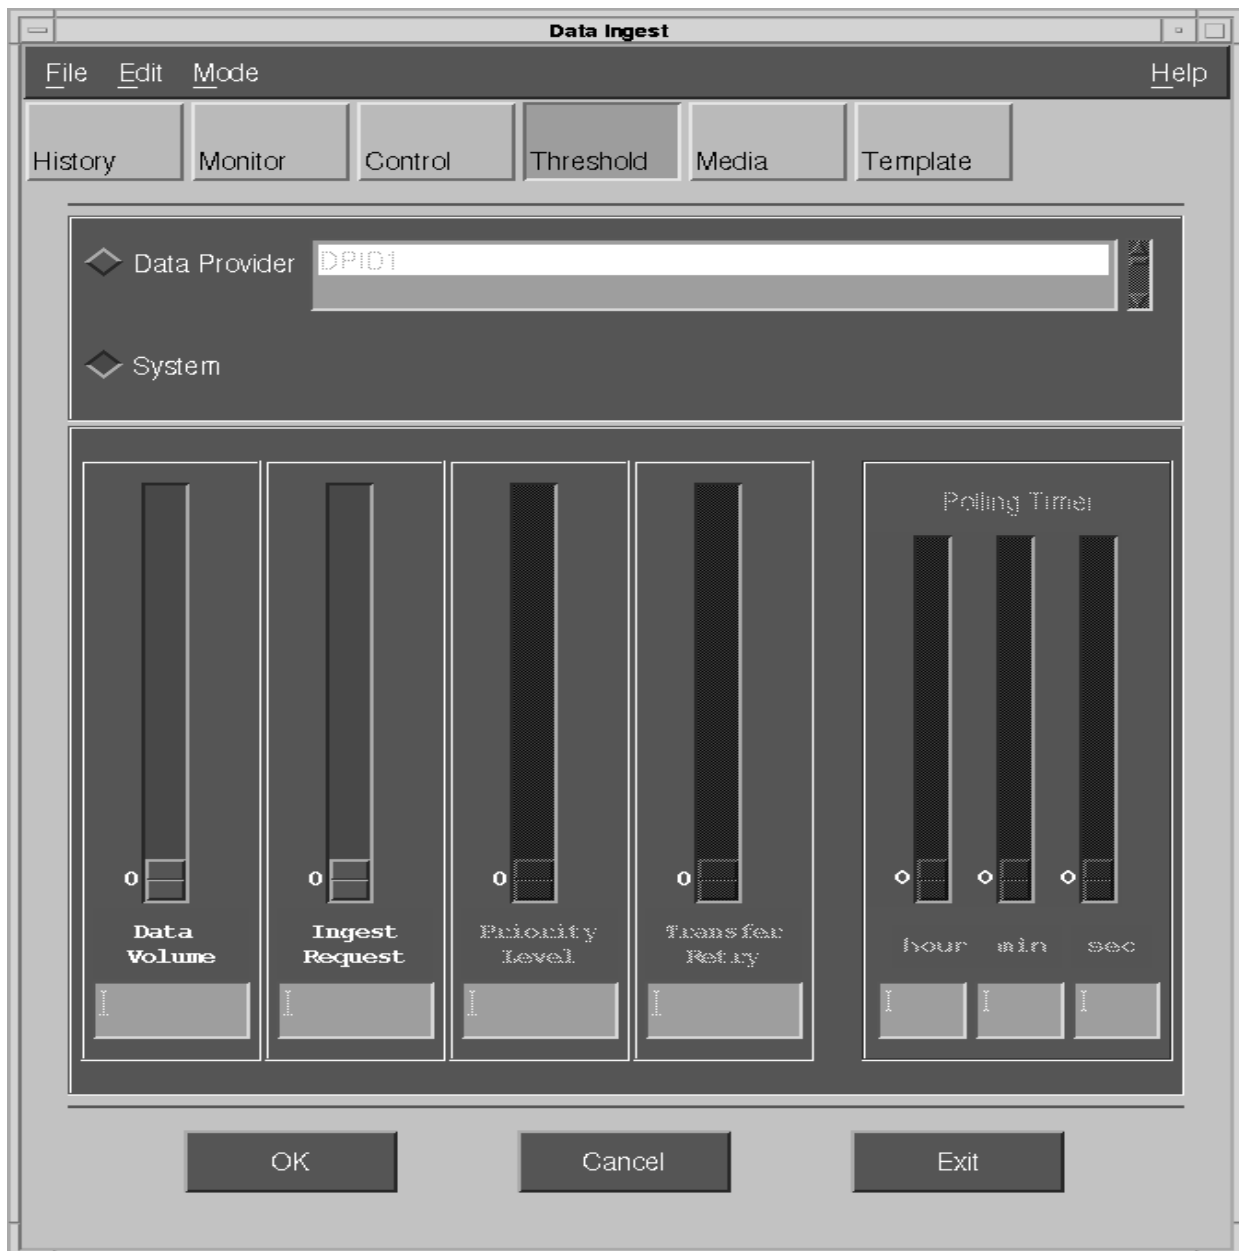 Data Ingest
File Edit Mode Help
History Monitor Control Threshold Media Template
Data Provider DPID1
System
Polling Timer
0 0 0 0 0 0 0
Data Volume
Ingest Request
Priority Level
Transfer Retry
hour min sec
OK Cancel Exit